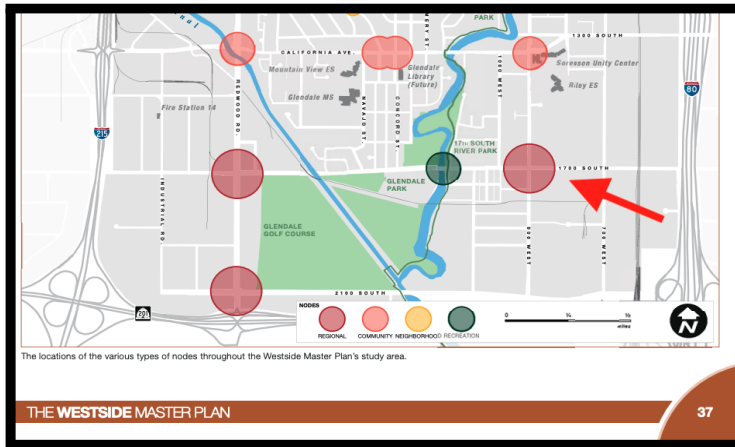 PARK
1300 SOUTH
CALIFORNIA AVE.
Mountain View ES
Glendale
Library
(Future)
1000 WEST
Sorenson Unity Center
Riley ES
Glendale MS
REDWOOD RD.
NAVAJO ST.
CONCORD ST.
Fire Station 14
80
215
17th SOUTH
RIVER PARK
1700 SOUTH
INDUSTRIAL RD.
GLENDALE
PARK
GLENDALE
GOLF COURSE
900 WEST
700 WEST
2100 SOUTH
201
NODES
REGIONAL COMMUNITY NEIGHBORHOOD RECREATION
0 ¼ ½
miles
N
The locations of the various types of nodes throughout the Westside Master Plan's study area.
THE WESTSIDE MASTER PLAN
37